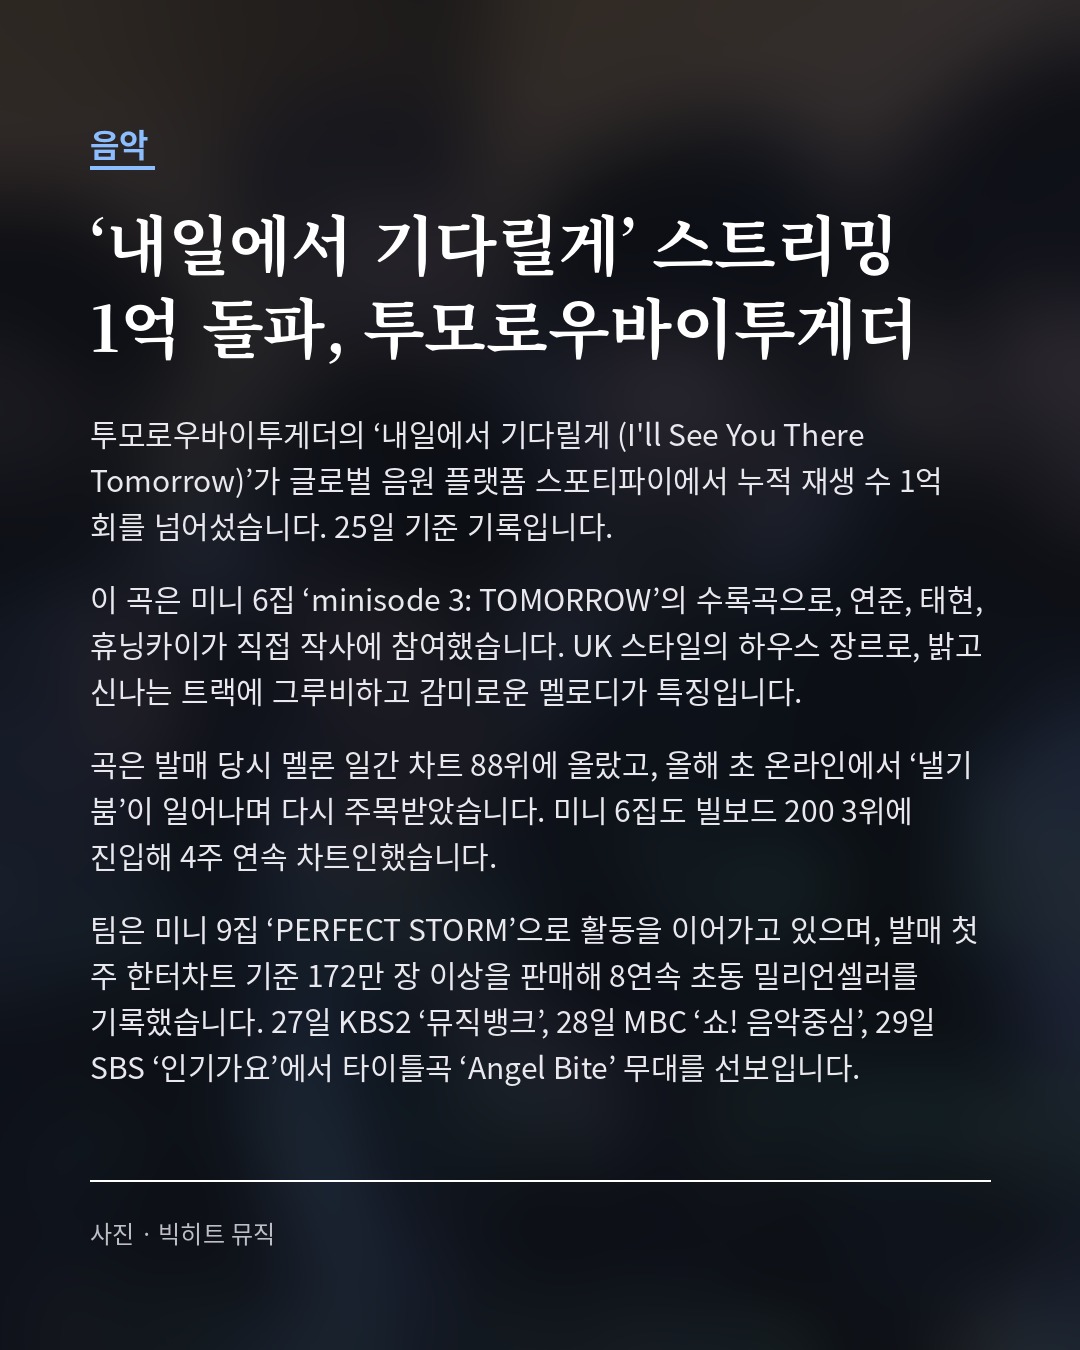 음악
‘내일에서 기다릴게’ 스트리밍
1억 돌파, 투모로우바이투게더
투모로우바이투게더의 ‘내일에서 기다릴게 (I'll See You There
Tomorrow)’가 글로벌 음원 플랫폼 스포티파이에서 누적 재생 수 1억
회를 넘어섰습니다. 25일 기준 기록입니다.
이 곡은 미니 6집 ‘minisode 3: TOMORROW’의 수록곡으로, 연준, 태현,
휴닝카이가 직접 작사에 참여했습니다. UK 스타일의 하우스 장르로, 밝고
신나는 트랙에 그루비하고 감미로운 멜로디가 특징입니다.
곡은 발매 당시 멜론 일간 차트 88위에 올랐고, 올해 초 온라인에서 ‘낼기
붐’이 일어나며 다시 주목받았습니다. 미니 6집도 빌보드 200 3위에
진입해 4주 연속 차트인했습니다.
팀은 미니 9집 ‘PERFECT STORM’으로 활동을 이어가고 있으며, 발매 첫
주 한터차트 기준 172만 장 이상을 판매해 8연속 초동 밀리언셀러를
기록했습니다. 27일 KBS2 ‘뮤직뱅크’, 28일 MBC ‘쇼! 음악중심’, 29일
SBS ‘인기가요’에서 타이틀곡 ‘Angel Bite’ 무대를 선보입니다.
사진 · 빅히트 뮤직